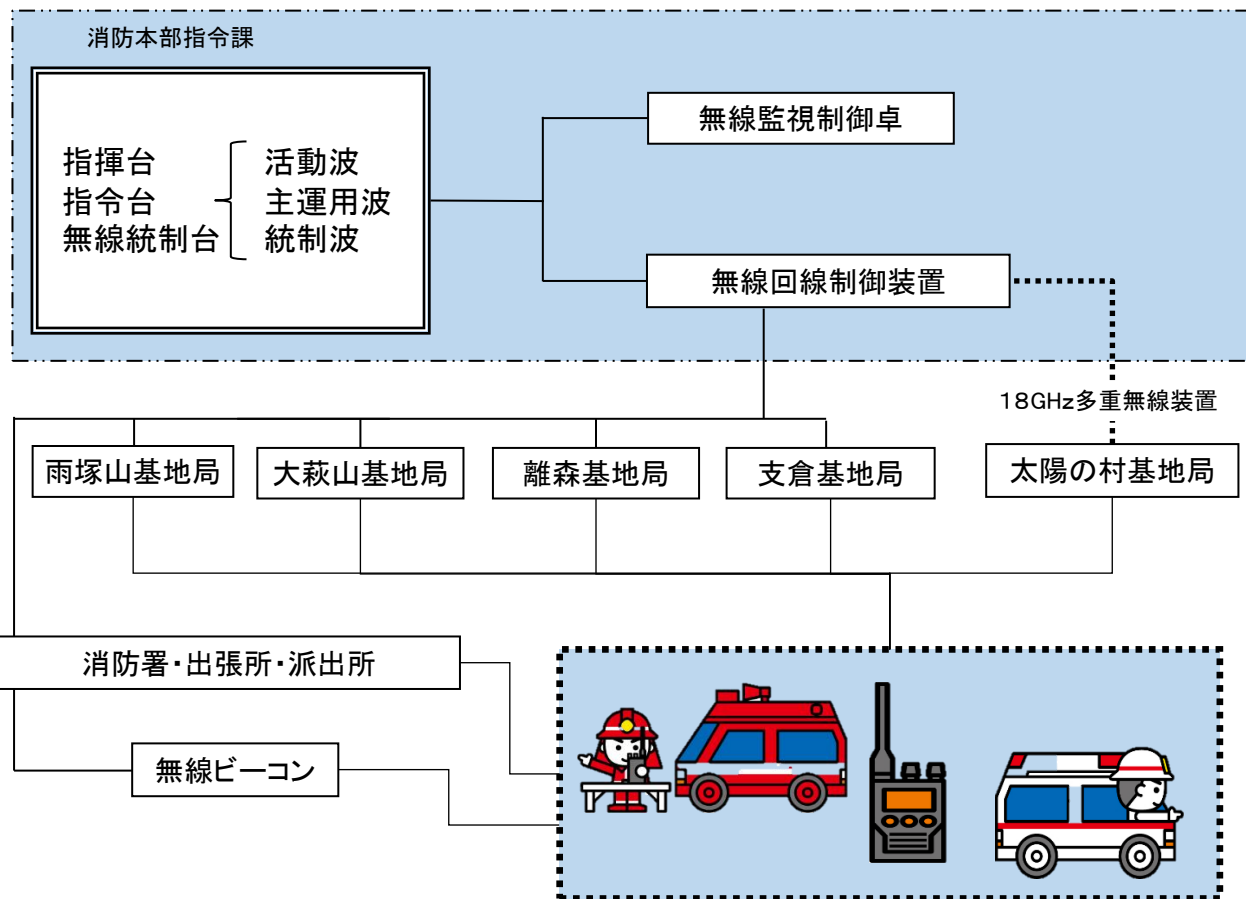 消防本部指令課
指揮台
指令台
無線統制台
活動波
主運用波
統制波
無線監視制御卓
無線回線制御装置
18GHz多重無線装置
雨塚山基地局
大萩山基地局
離森基地局
支倉基地局
太陽の村基地局
消防署・出張所・派出所
無線ビーコン